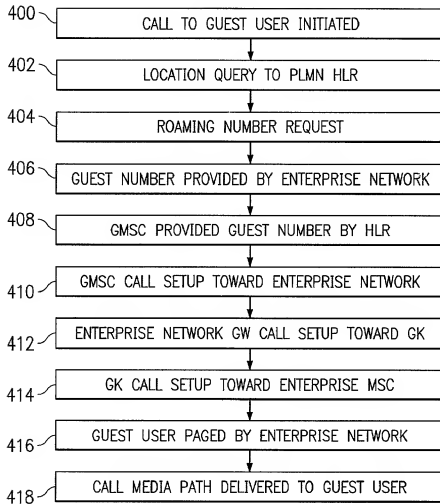 400 CALL TO GUEST USER INITIATED
402 LOCATION QUERY TO PLMN HLR
404 ROAMING NUMBER REQUEST
406 GUEST NUMBER PROVIDED BY ENTERPRISE NETWORK
408 GMSC PROVIDED GUEST NUMBER BY HLR
410 GMSC CALL SETUP TOWARD ENTERPRISE NETWORK
412 ENTERPRISE NETWORK GW CALL SETUP TOWARD GK
414 GK CALL SETUP TOWARD ENTERPRISE MSC
416 GUEST USER PAGED BY ENTERPRISE NETWORK
418 CALL MEDIA PATH DELIVERED TO GUEST USER